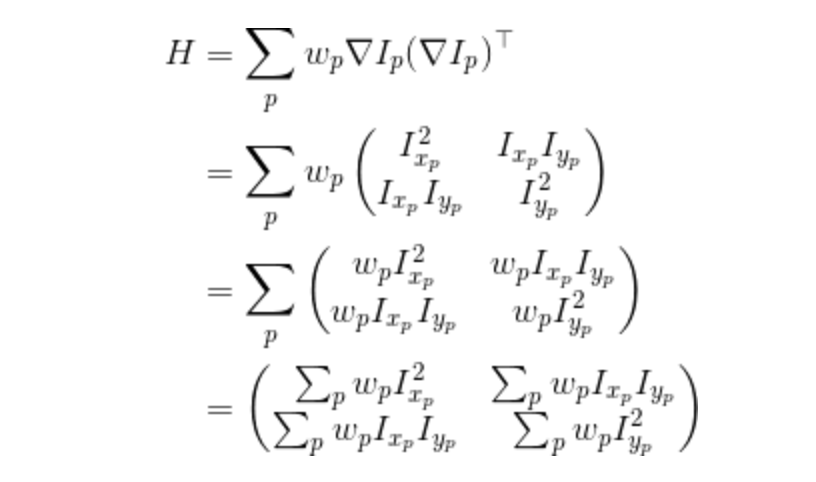 H = \sum_p w_p \nabla I_p (\nabla I_p)^\top
= \sum_p w_p \begin{pmatrix} I_{x_p}^2 & I_{x_p} I_{y_p} \\ I_{x_p} I_{y_p} & I_{y_p}^2 \end{pmatrix}
= \sum_p \begin{pmatrix} w_p I_{x_p}^2 & w_p I_{x_p} I_{y_p} \\ w_p I_{x_p} I_{y_p} & w_p I_{y_p}^2 \end{pmatrix}
= \begin{pmatrix} \sum_p w_p I_{x_p}^2 & \sum_p w_p I_{x_p} I_{y_p} \\ \sum_p w_p I_{x_p} I_{y_p} & \sum_p w_p I_{y_p}^2 \end{pmatrix}